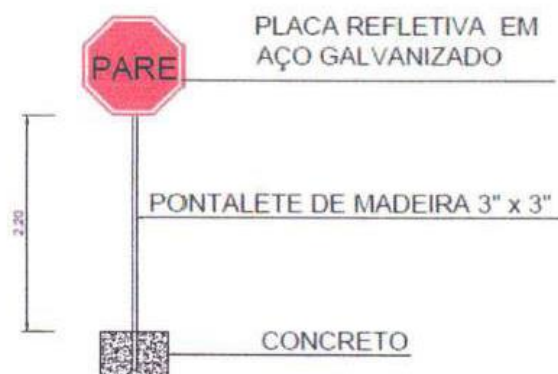 PLACA REFLETIVA EM
AÇO GALVANIZADO
PARE
2.20
PONTALETE DE MADEIRA 3" x 3"
CONCRETO